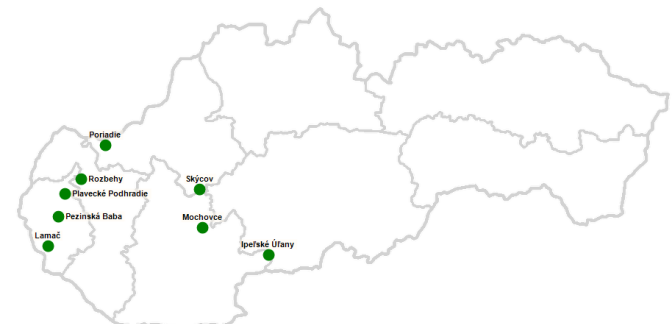 Poriadie
Rozbehy
Skýcov
Plavecké Podhradie
Pezinská Baba
Mochovce
Lamač
Ipeľské Úľany